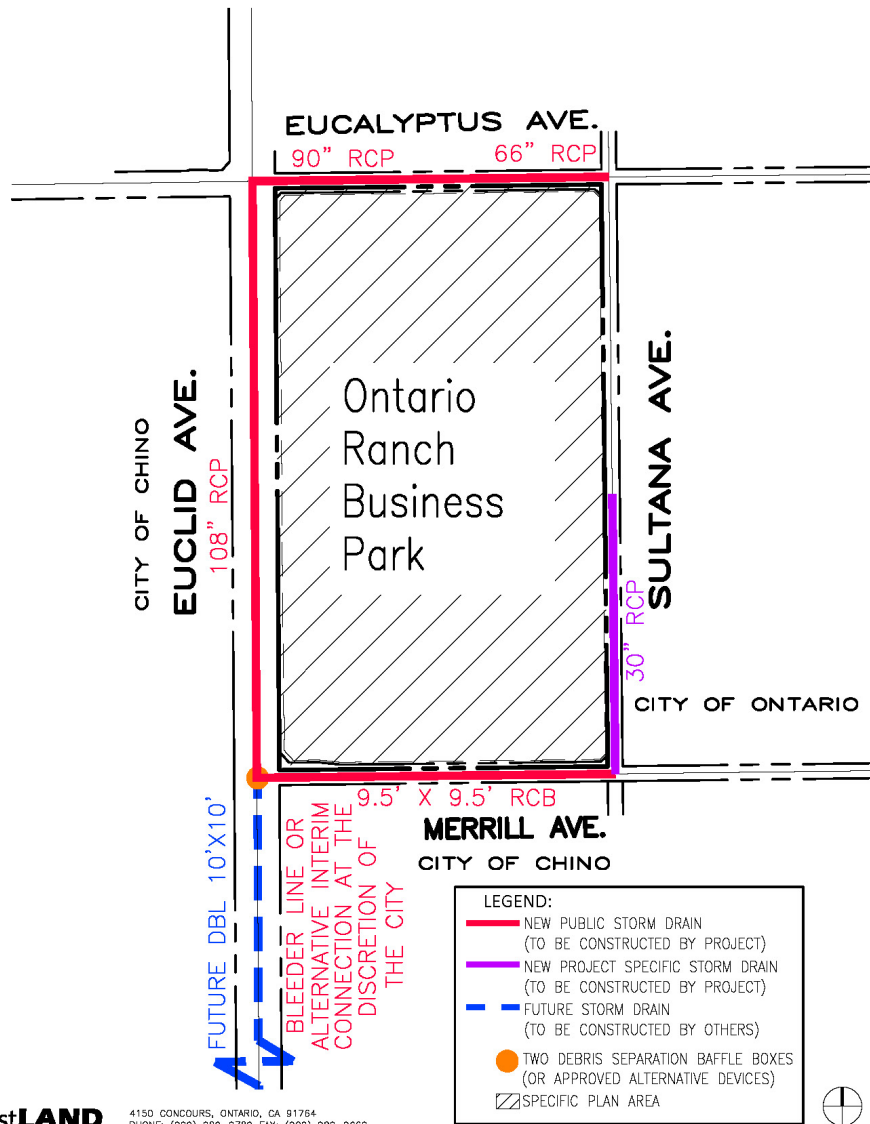 EUCALYPTUS AVE.
90" RCP
66" RCP
CITY OF CHINO
EUCLID AVE.
108" RCP
Ontario
Ranch
Business
Park
SULTANA AVE.
30" RCP
CITY OF ONTARIO
9.5' X 9.5' RCB
MERRILL AVE.
CITY OF CHINO
FUTURE DBL 10'X10'
BLEEDER LINE OR
ALTERNATIVE INTERIM
CONNECTION AT THE
DISCRETION OF
THE CITY
LEGEND:
NEW PUBLIC STORM DRAIN
(TO BE CONSTRUCTED BY PROJECT)
NEW PROJECT SPECIFIC STORM DRAIN
(TO BE CONSTRUCTED BY PROJECT)
FUTURE STORM DRAIN
(TO BE CONSTRUCTED BY OTHERS)
TWO DEBRIS SEPARATION BAFFLE BOXES
(OR APPROVED ALTERNATIVE DEVICES)
SPECIFIC PLAN AREA
stLAND
4150 CONCOURS, ONTARIO, CA 91764